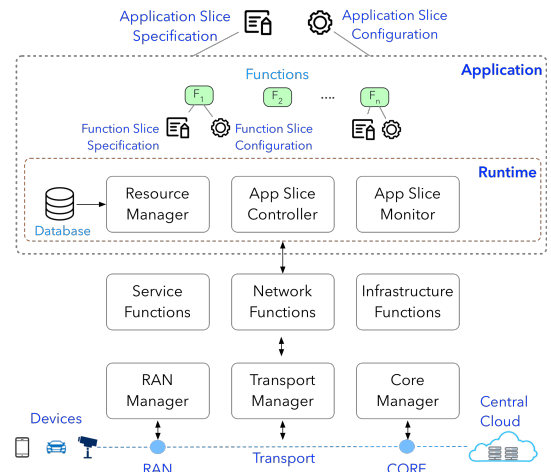 Application Slice
Specification
Application Slice
Configuration
Application
Functions
F1
F2
....
Fn
Function Slice
Specification
Function Slice
Configuration
Runtime
Database
Resource
Manager
App Slice
Controller
App Slice
Monitor
Service
Functions
Network
Functions
Infrastructure
Functions
RAN
Manager
Transport
Manager
Core
Manager
Devices
Central
Cloud
RAN
Transport
CORE